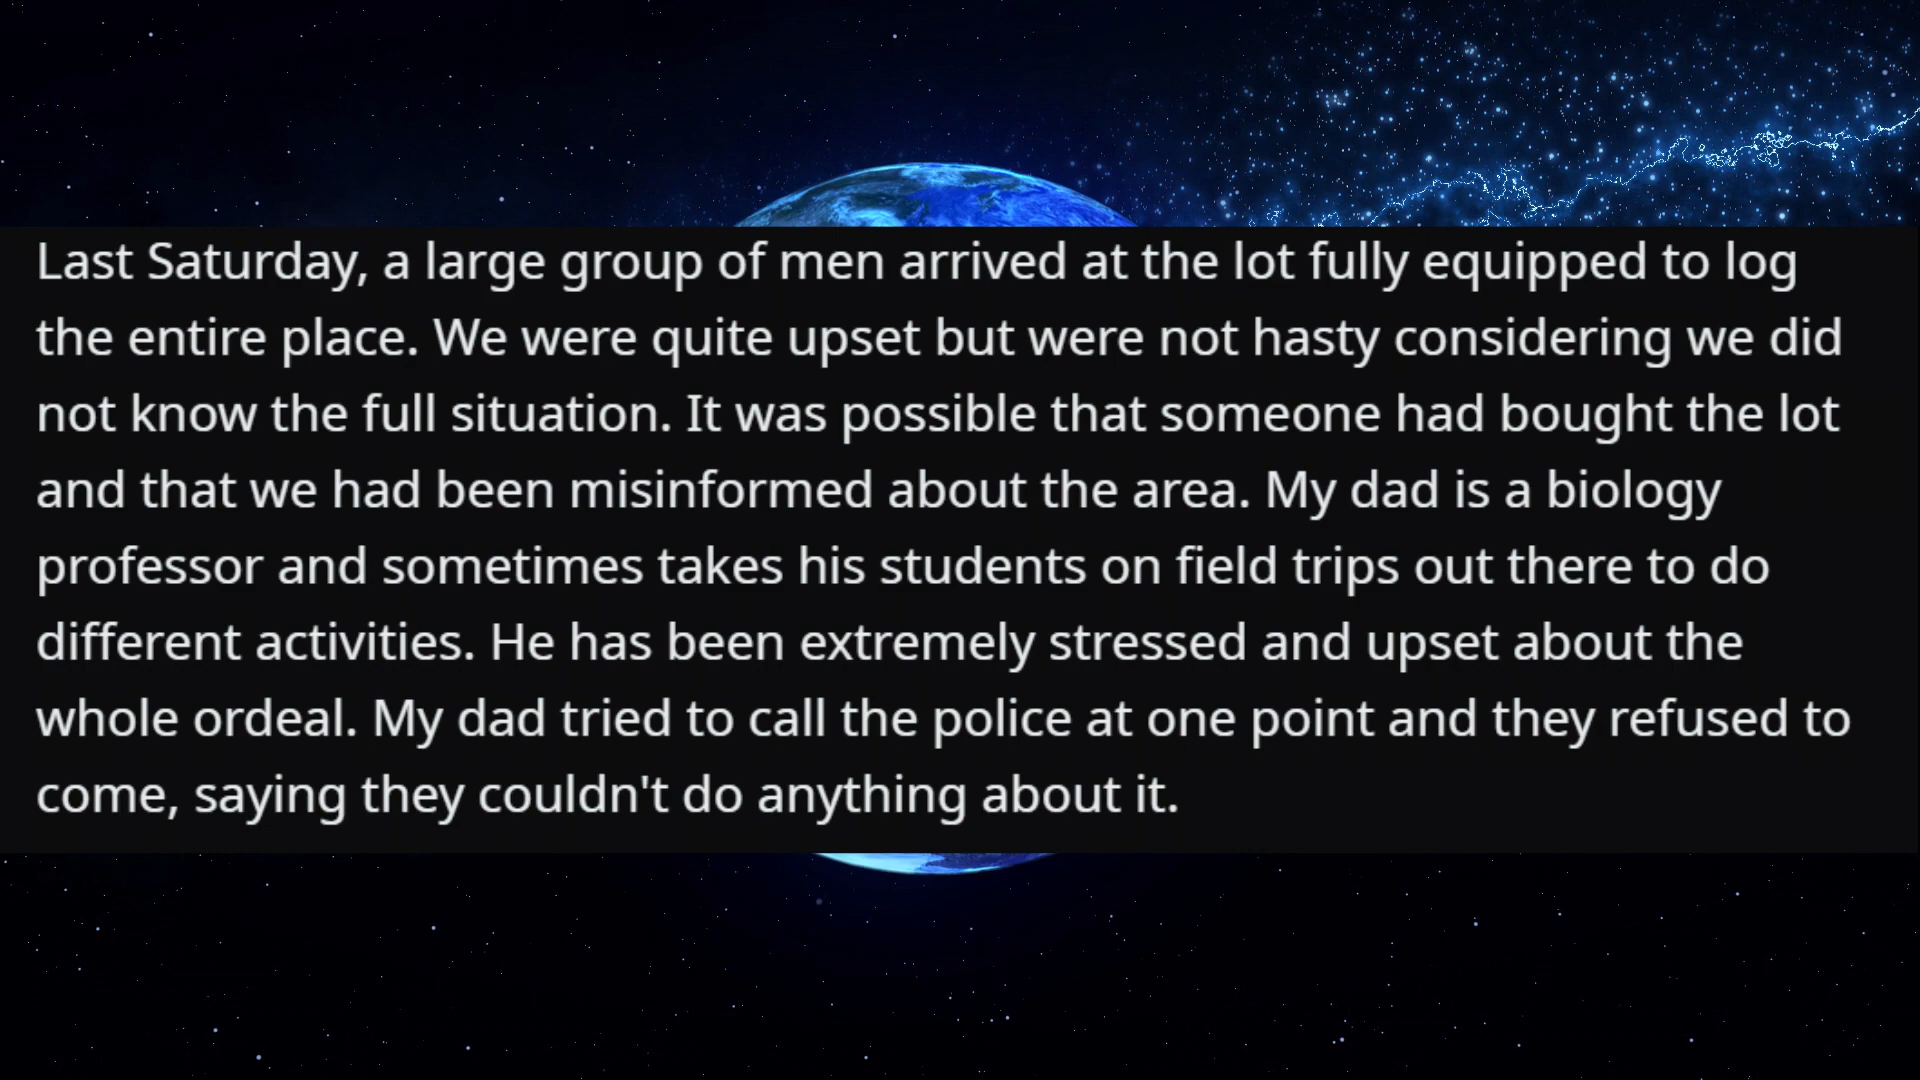 Last Saturday, a large group of men arrived at the lot fully equipped to log
the entire place. We were quite upset but were not hasty considering we did
not know the full situation. It was possible that someone had bought the lot
and that we had been misinformed about the area. My dad is a biology
professor and sometimes takes his students on field trips out there to do
different activities. He has been extremely stressed and upset about the
whole ordeal. My dad tried to call the police at one point and they refused to
come, saying they couldn't do anything about it.